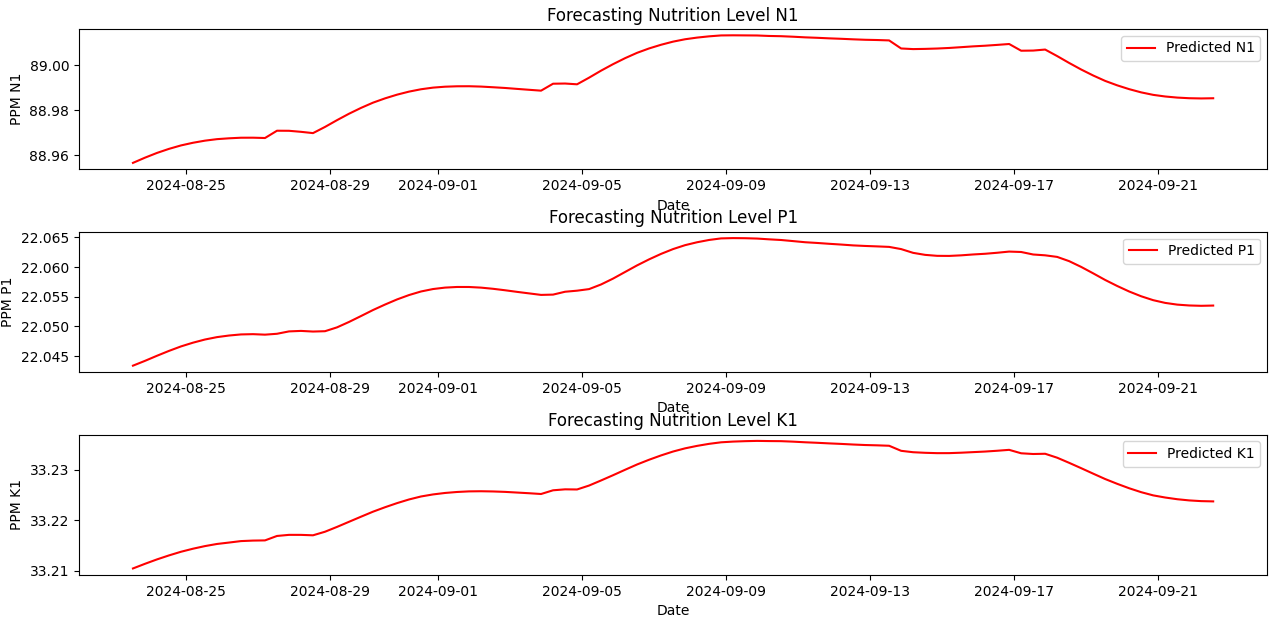 Forecasting Nutrition Level N1
Predicted N1
PPM N1
89.00
88.98
88.96
2024-08-25 2024-08-29 2024-09-01 2024-09-05 2024-09-09 2024-09-13 2024-09-17 2024-09-21
Date
Forecasting Nutrition Level P1
Predicted P1
PPM P1
22.065
22.060
22.055
22.050
22.045
2024-08-25 2024-08-29 2024-09-01 2024-09-05 2024-09-09 2024-09-13 2024-09-17 2024-09-21
Date
Forecasting Nutrition Level K1
Predicted K1
PPM K1
33.23
33.22
33.21
2024-08-25 2024-08-29 2024-09-01 2024-09-05 2024-09-09 2024-09-13 2024-09-17 2024-09-21
Date